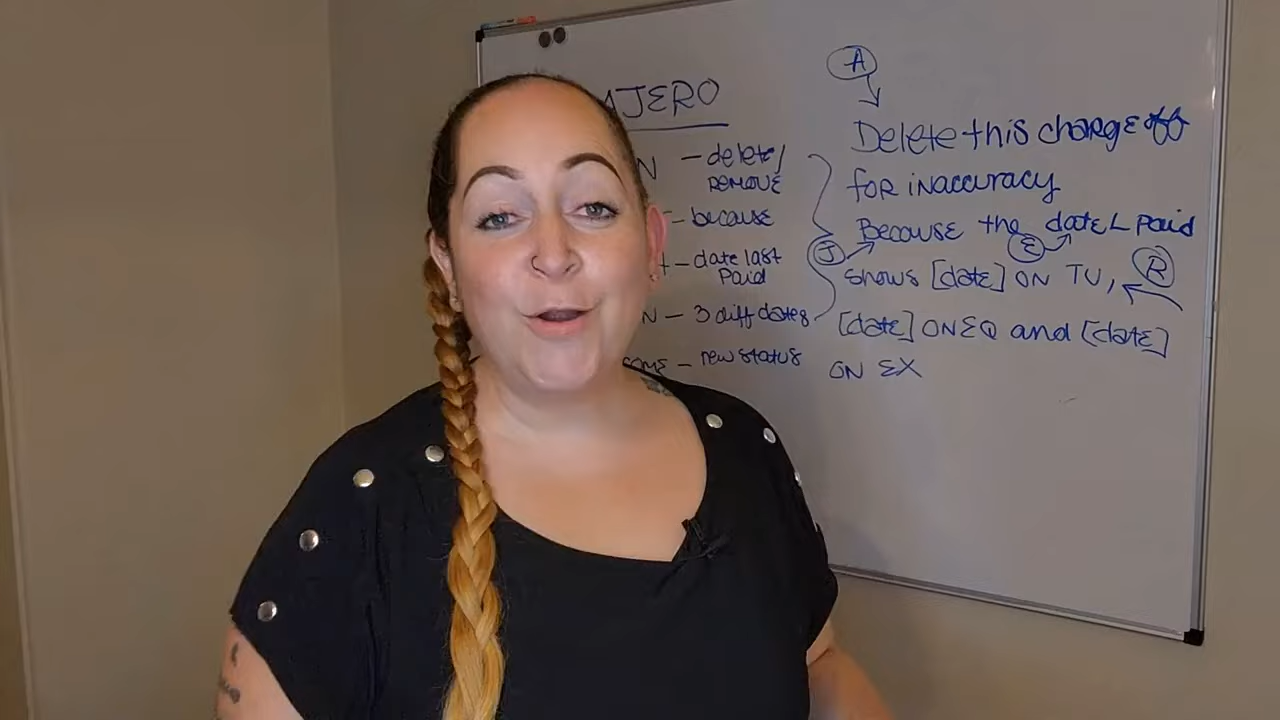 AJERO
N – delete/
REMOVE
– because
– date last
Paid
N – 3 diff dates
COME – new status
A
Delete this charge off
for inaccuracy
Because the date L paid
J
E
R
shows [date] ON TU,
[date] ON EQ and [date]
ON EX